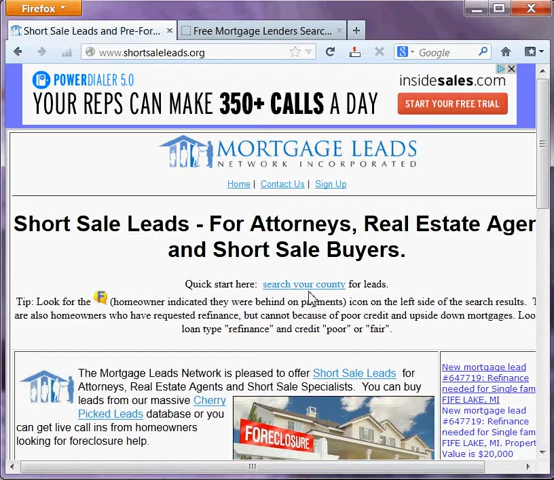 Firefox
Short Sale Leads and Pre-For...
Free Mortgage Lenders Searc...
www.shortsaleleads.org
Google
POWERDIALER 5.0
YOUR REPS CAN MAKE 350+ CALLS A DAY
insidesales.com
START YOUR FREE TRIAL
MORTGAGE LEADS
NETWORK INCORPORATED
Home | Contact Us | Sign Up
Short Sale Leads - For Attorneys, Real Estate Agen
and Short Sale Buyers.
Quick start here: search your county for leads.
Tip: Look for the F (homeowner indicated they were behind on payments) icon on the left side of the search results. T
are also homeowners who have requested refinance, but cannot because of poor credit and upside down mortgages. Loo
loan type "refinance" and credit "poor" or "fair".
The Mortgage Leads Network is pleased to offer Short Sale Leads for
Attorneys, Real Estate Agents and Short Sale Specialists. You can buy
leads from our massive Cherry
Picked Leads database or you
can get live call ins from homeowners
looking for foreclosure help.
FORECLOSURE
New mortgage lead
#647719: Refinance
needed for Single fam
FIFE LAKE, MI
New mortgage lead
#647719: Refinance
needed for Single fam
FIFE LAKE, MI. Propert
Value is $20,000